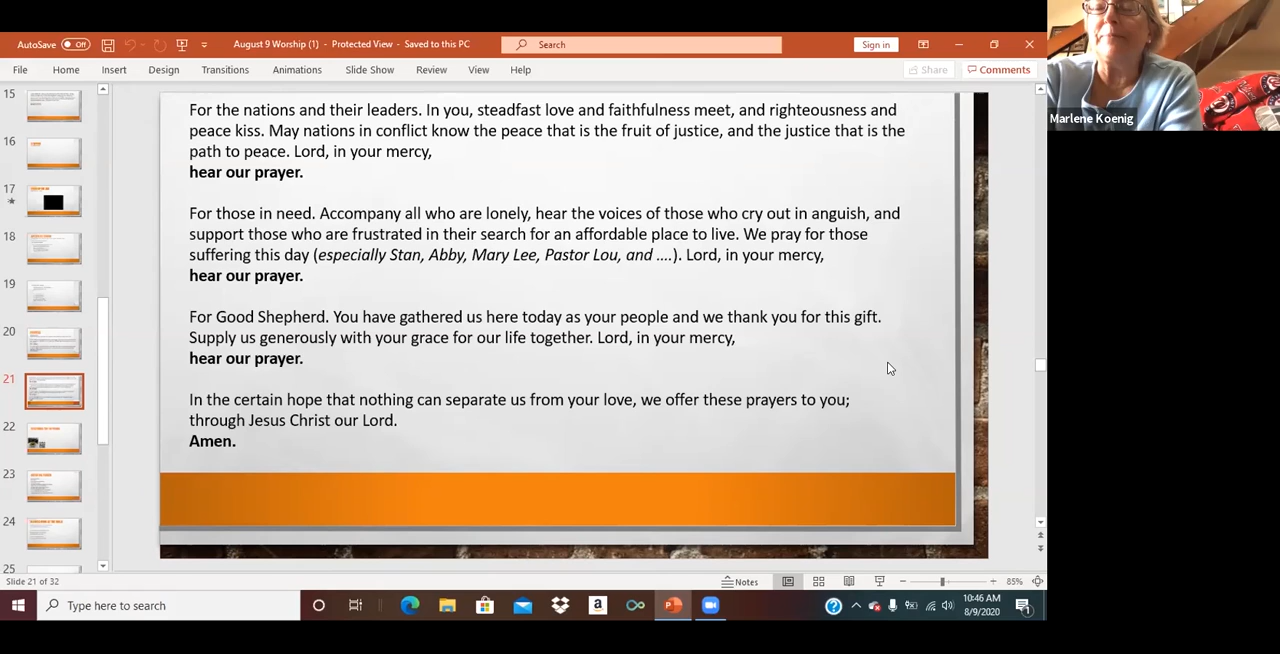 AutoSave Off
August 9 Worship (1) - Protected View - Saved to this PC
Search
Sign in
File Home Insert Design Transitions Animations Slide Show Review View Help
Share
Comments
15
16
17
18
19
20
21
22
23
24
25
For the nations and their leaders. In you, steadfast love and faithfulness meet, and righteousness and
peace kiss. May nations in conflict know the peace that is the fruit of justice, and the justice that is the
path to peace. Lord, in your mercy,
hear our prayer.
For those in need. Accompany all who are lonely, hear the voices of those who cry out in anguish, and
support those who are frustrated in their search for an affordable place to live. We pray for those
suffering this day (especially Stan, Abby, Mary Lee, Pastor Lou, and ....). Lord, in your mercy,
hear our prayer.
For Good Shepherd. You have gathered us here today as your people and we thank you for this gift.
Supply us generously with your grace for our life together. Lord, in your mercy,
hear our prayer.
In the certain hope that nothing can separate us from your love, we offer these prayers to you;
through Jesus Christ our Lord.
Amen.
Marlene Koenig
Slide 21 of 32
Notes
85%
Type here to search
10:46 AM
8/9/2020